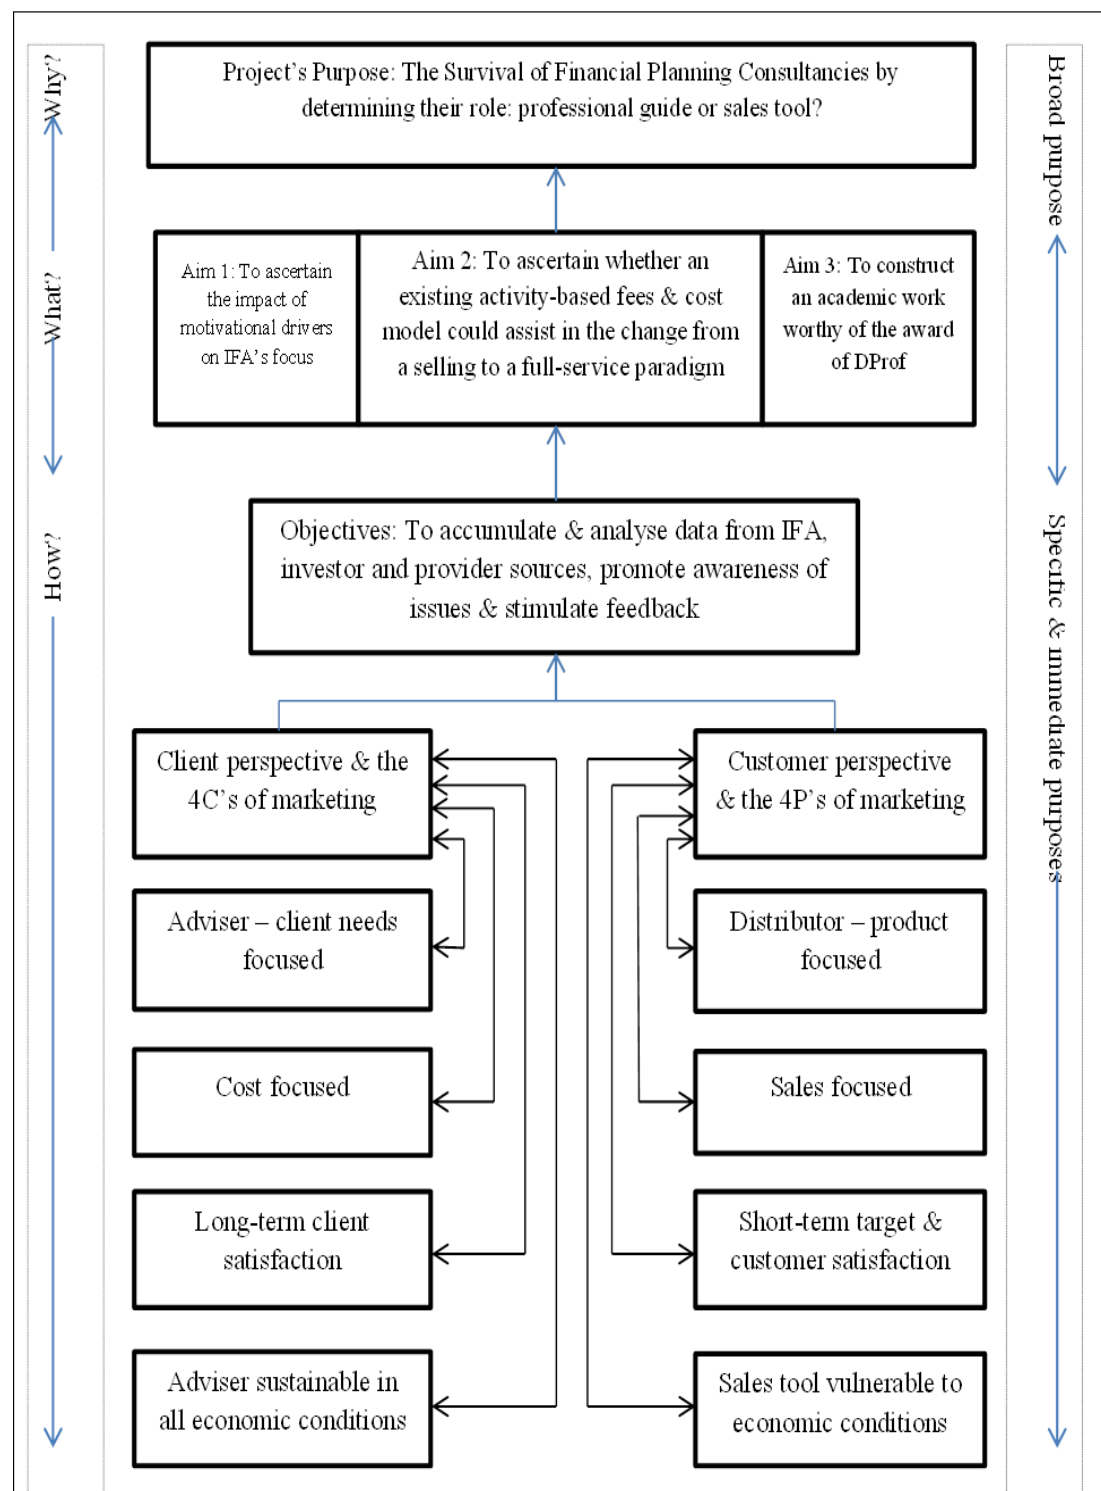 Why?
What?
How?
Project's Purpose: The Survival of Financial Planning Consultancies by
determining their role: professional guide or sales tool?
Aim 1: To ascertain
the impact of
motivational drivers
on IFA's focus
Aim 2: To ascertain whether an
existing activity-based fees & cost
model could assist in the change from
a selling to a full-service paradigm
Aim 3: To construct
an academic work
worthy of the award
of DProf
Objectives: To accumulate & analyse data from IFA,
investor and provider sources, promote awareness of
issues & stimulate feedback
Client perspective & the
4C's of marketing
Customer perspective
& the 4P's of marketing
Adviser – client needs
focused
Distributor – product
focused
Cost focused
Sales focused
Long-term client
satisfaction
Short-term target &
customer satisfaction
Adviser sustainable in
all economic conditions
Sales tool vulnerable to
economic conditions
Broad purpose
Specific & immediate purposes